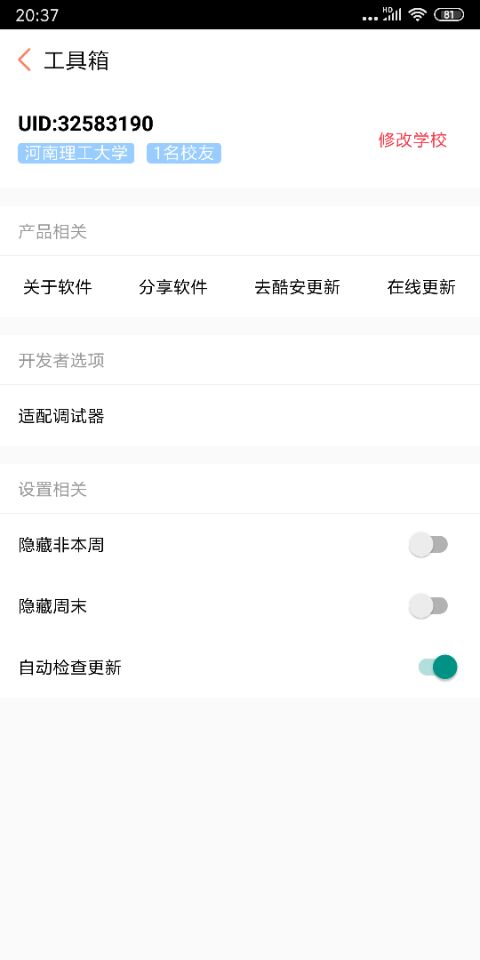 20:37 HD 81
工具箱
UID:32583190
河南理工大学 1名校友
修改学校
产品相关
关于软件 分享软件 去酷安更新 在线更新
开发者选项
适配调试器
设置相关
隐藏非本周
隐藏周末
自动检查更新